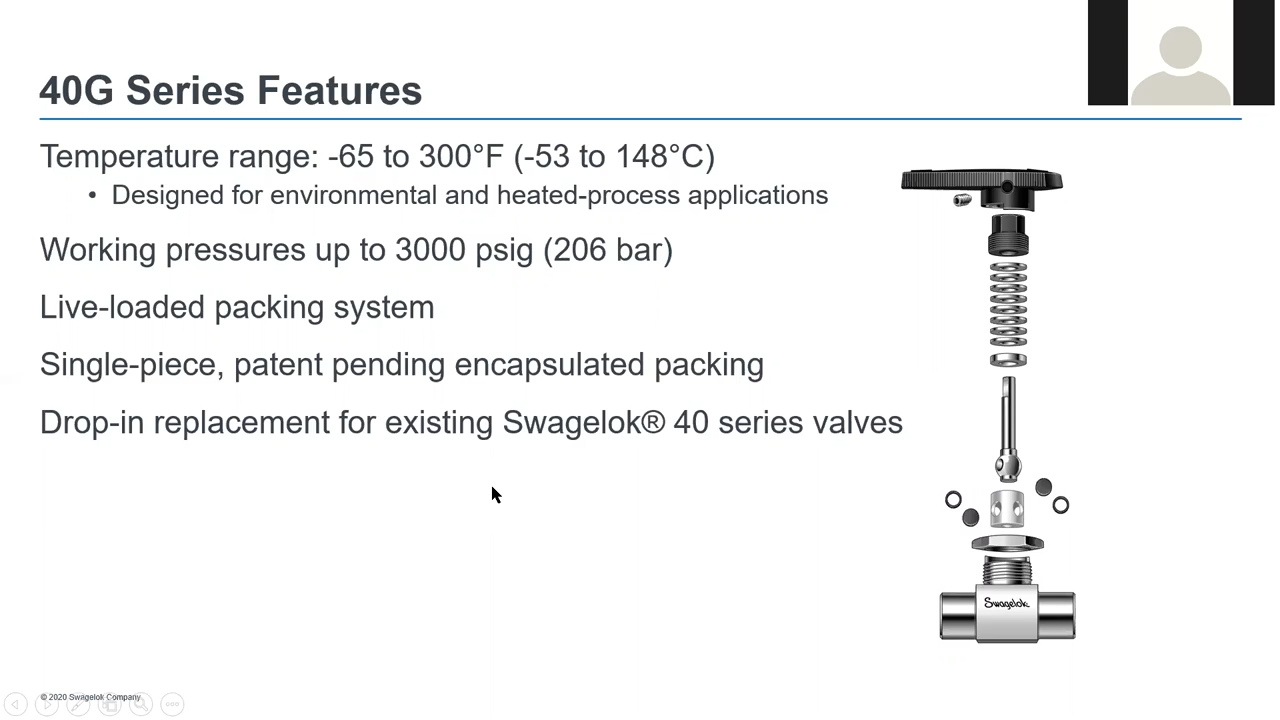 40G Series Features
Temperature range: -65 to 300°F (-53 to 148°C)
• Designed for environmental and heated-process applications
Working pressures up to 3000 psig (206 bar)
Live-loaded packing system
Single-piece, patent pending encapsulated packing
Drop-in replacement for existing Swagelok® 40 series valves
Swagelok
© 2020 Swagelok Company